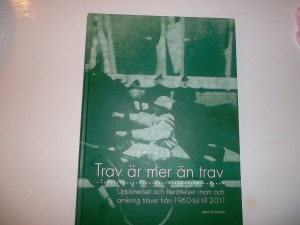 Trav är mer än trav
Upplevelser och berättelser inom och
omkring travet från 1960-tal till 2011